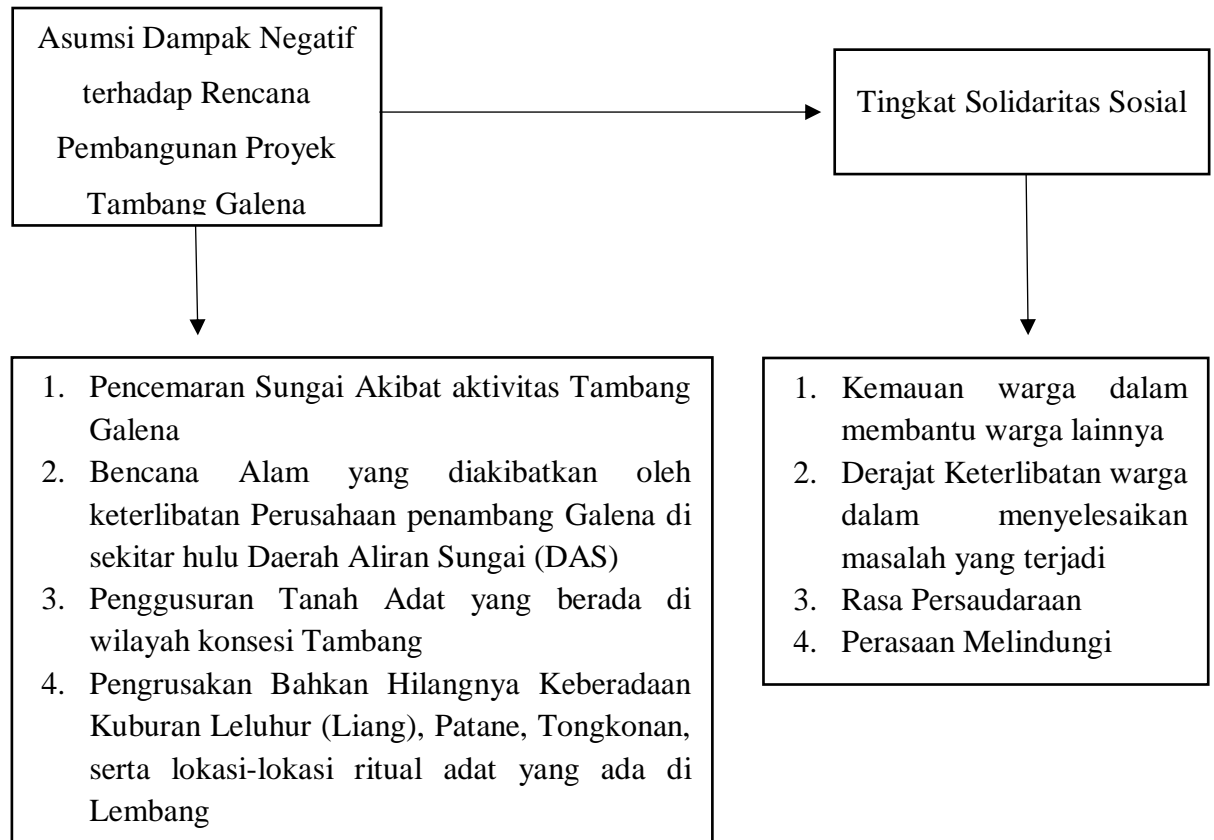 Asumsi Dampak Negatif
terhadap Rencana
Pembangunan Proyek
Tambang Galena
Tingkat Solidaritas Sosial
1. Pencemaran Sungai Akibat aktivitas Tambang
Galena
2. Bencana Alam yang diakibatkan oleh
keterlibatan Perusahaan penambang Galena di
sekitar hulu Daerah Aliran Sungai (DAS)
3. Penggusuran Tanah Adat yang berada di
wilayah konsesi Tambang
4. Pengrusakan Bahkan Hilangnya Keberadaan
Kuburan Leluhur (Liang), Patane, Tongkonan,
serta lokasi-lokasi ritual adat yang ada di
Lembang
1. Kemauan warga dalam
membantu warga lainnya
2. Derajat Keterlibatan warga
dalam menyelesaikan
masalah yang terjadi
3. Rasa Persaudaraan
4. Perasaan Melindungi